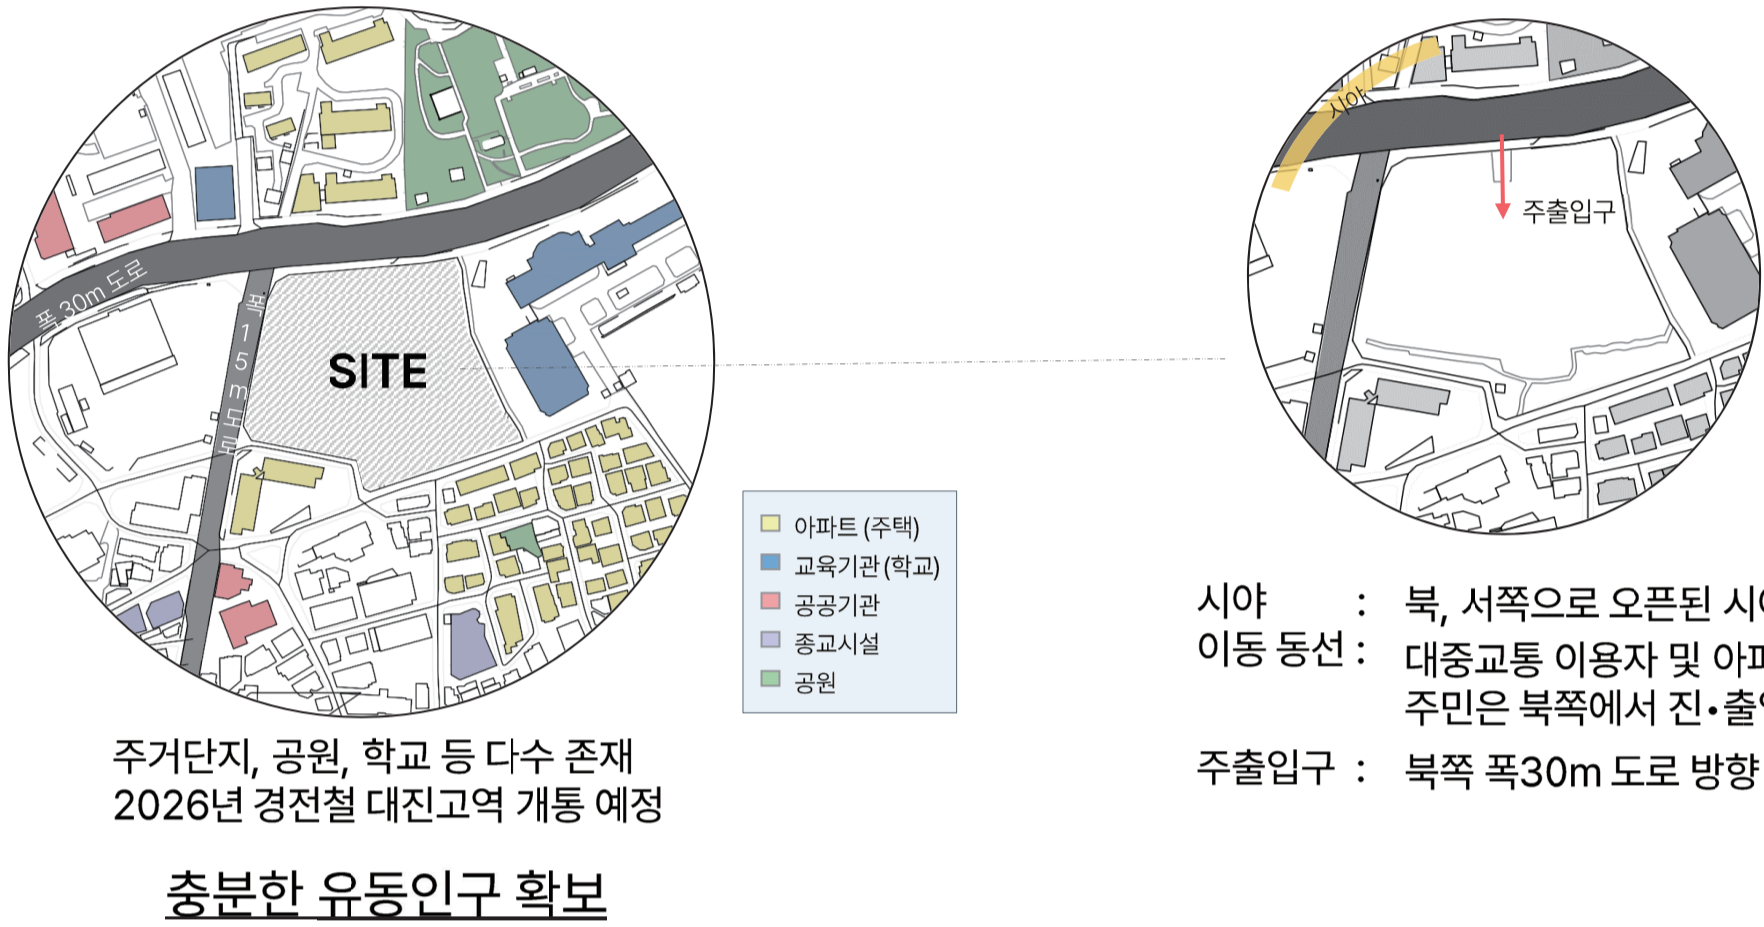 폭 30m 도로
폭15m도로
SITE
시야
주출입구
아파트 (주택)
교육기관 (학교)
공공기관
종교시설
공원
주거단지, 공원, 학교 등 다수 존재
2026년 경전철 대진고역 개통 예정
충분한 유동인구 확보
시야 : 북, 서쪽으로 오픈된
이동 동선 : 대중교통 이용자 및
주민은 북쪽에서
주출입구 : 북쪽 폭30m 도로 방향